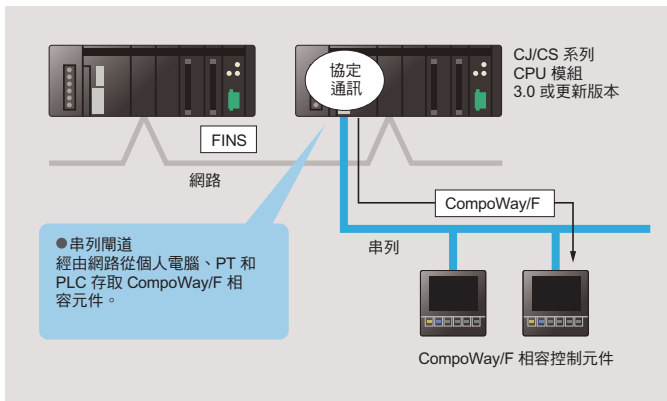 協定
通訊
CJ/CS 系列
CPU 模組
3.0 或更新版本
FINS
網路
CompoWay/F
●串列閘道
經由網路從個人電腦、PT 和
PLC 存取 CompoWay/F 相
容元件。
串列
CompoWay/F 相容控制元件